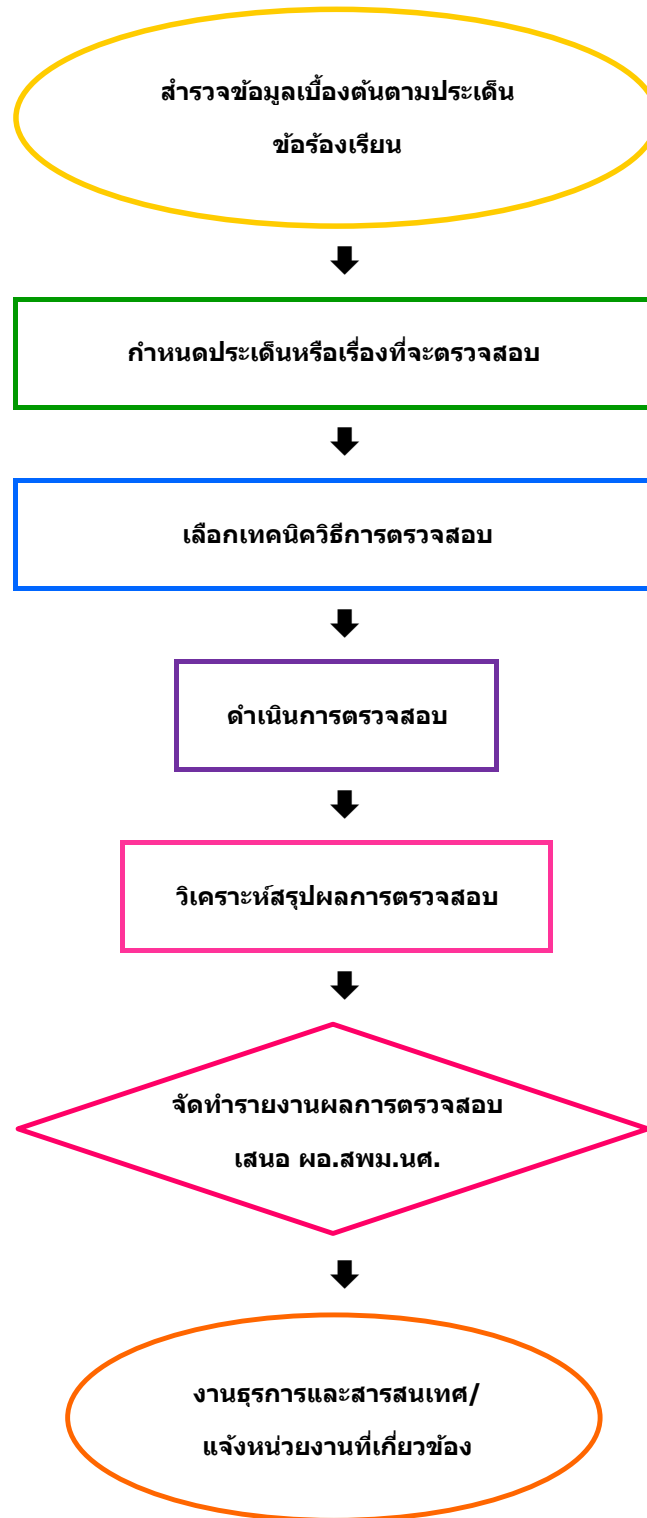 สำรวจข้อมูลเบื้องต้นตามประเด็น
ข้อร้องเรียน
กำหนดประเด็นหรือเรื่องที่จะตรวจสอบ
เลือกเทคนิควิธีการตรวจสอบ
ดำเนินการตรวจสอบ
วิเคราะห์สรุปผลการตรวจสอบ
จัดทำรายงานผลการตรวจสอบ
เสนอ ผอ.สพม.นศ.
งานธุรการและสารสนเทศ/
แจ้งหน่วยงานที่เกี่ยวข้อง